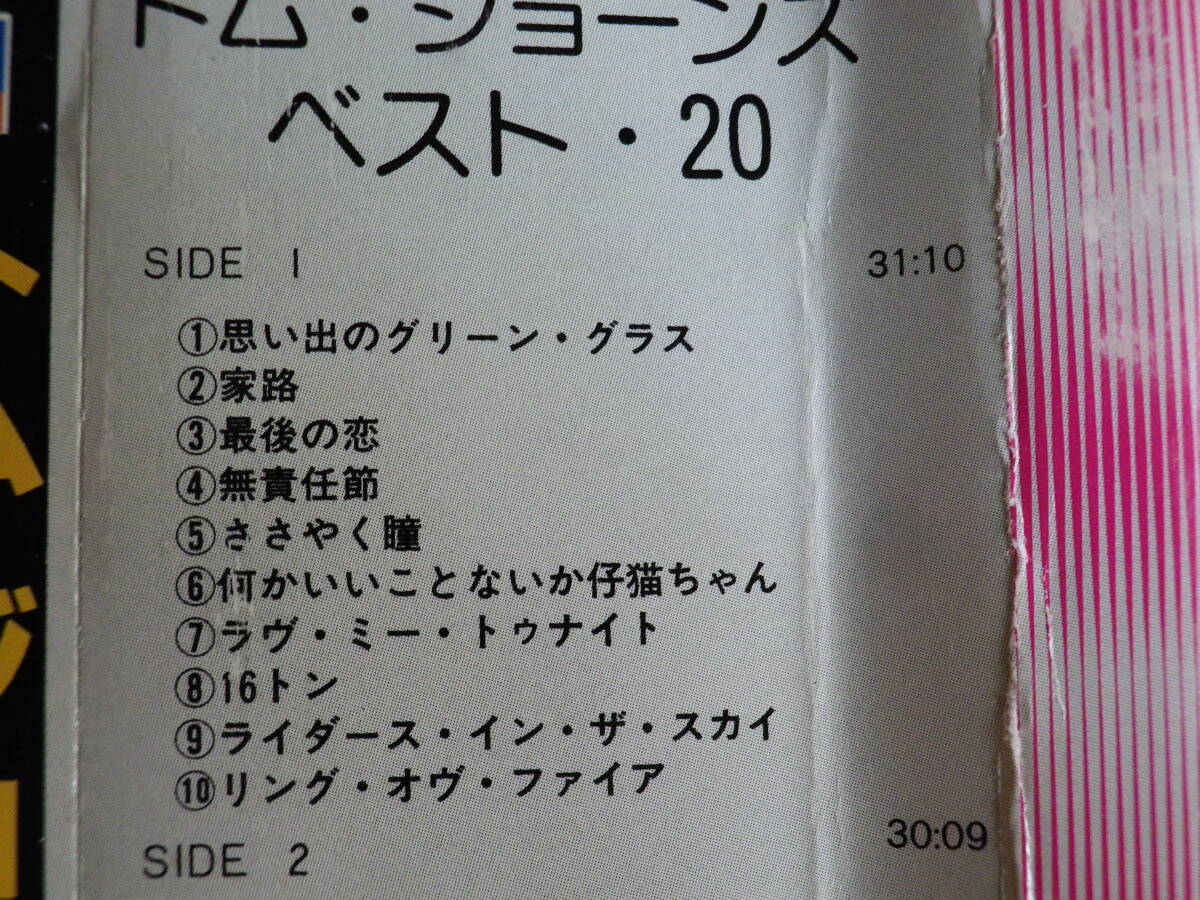 トム・ジョーンズ
ベスト・20
SIDE 1 31:10
①思い出のグリーン・グラス
②家路
③最後の恋
④無責任節
⑤ささやく瞳
⑥何かいいことないか仔猫ちゃん
⑦ラヴ・ミー・トゥナイト
⑧16トン
⑨ライダース・イン・ザ・スカイ
⑩リング・オヴ・ファイア
SIDE 2 30:09